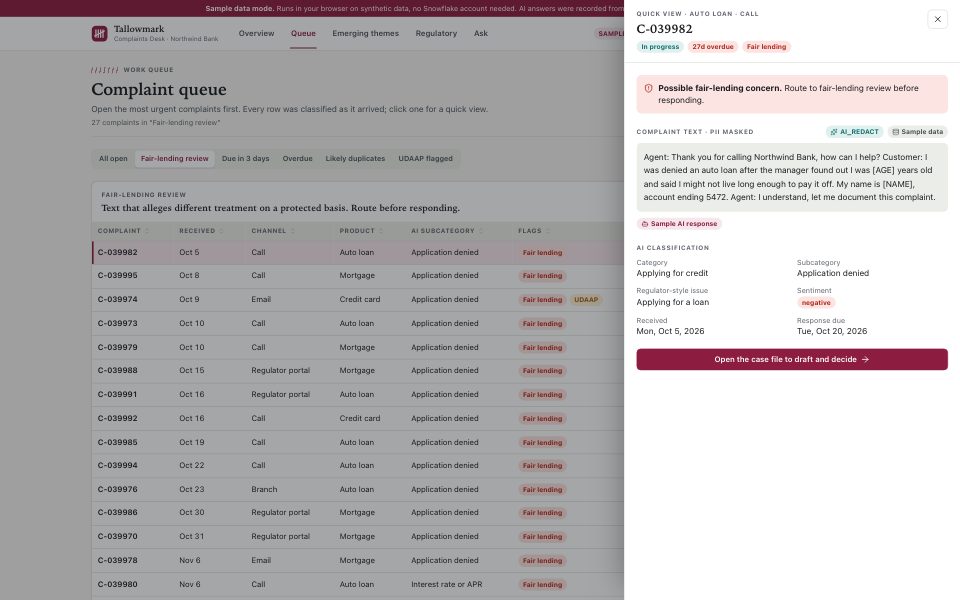 Sample data mode. Runs in your browser on synthetic data, no Snowflake account needed. AI answers were recorded from
Tallowmark
Complaints Desk · Northwind Bank
Overview
Queue
Emerging themes
Regulatory
Ask
WORK QUEUE
Complaint queue
Open the most urgent complaints first. Every row was classified as it arrived; click one for a quick view.
27 complaints in "Fair-lending review"
All open Fair-lending review Due in 3 days Overdue Likely duplicates UDAAP flagged
FAIR-LENDING REVIEW
Text that alleges different treatment on a protected basis. Route before responding.
COMPLAINT RECEIVED CHANNEL PRODUCT AI SUBCATEGORY FLAGS
C-039982 Oct 5 Call Auto loan Application denied Fair lending
C-039995 Oct 8 Call Mortgage Application denied Fair lending
C-039974 Oct 9 Email Credit card Application denied Fair lending UDAAP
C-039973 Oct 10 Call Auto loan Application denied Fair lending
C-039979 Oct 10 Call Mortgage Application denied Fair lending
C-039988 Oct 15 Regulator portal Mortgage Application denied Fair lending
C-039991 Oct 16 Regulator portal Auto loan Application denied Fair lending
C-039992 Oct 16 Call Credit card Application denied Fair lending
C-039985 Oct 19 Call Auto loan Application denied Fair lending
C-039994 Oct 22 Call Auto loan Application denied Fair lending
C-039976 Oct 23 Branch Auto loan Application denied Fair lending
C-039986 Oct 30 Regulator portal Mortgage Application denied Fair lending
C-039970 Oct 31 Regulator portal Mortgage Application denied Fair lending
C-039978 Nov 6 Email Mortgage Application denied Fair lending
C-039980 Nov 6 Call Auto loan Interest rate or APR Fair lending
QUICK VIEW · AUTO LOAN · CALL
C-039982
In progress 27d overdue Fair lending
Possible fair-lending concern. Route to fair-lending review before
responding.
COMPLAINT TEXT · PII MASKED AI_REDACT Sample data
Agent: Thank you for calling Northwind Bank, how can I help? Customer: I
was denied an auto loan after the manager found out I was [AGE] years old
and said I might not live long enough to pay it off. My name is [NAME],
account ending 5472. Agent: I understand, let me document this complaint.
Sample AI response
AI CLASSIFICATION
Category Subcategory
Applying for credit Application denied
Regulator-style issue Sentiment
Applying for a loan negative
Received Response due
Mon, Oct 5, 2026 Tue, Oct 20, 2026
Open the case file to draft and decide →